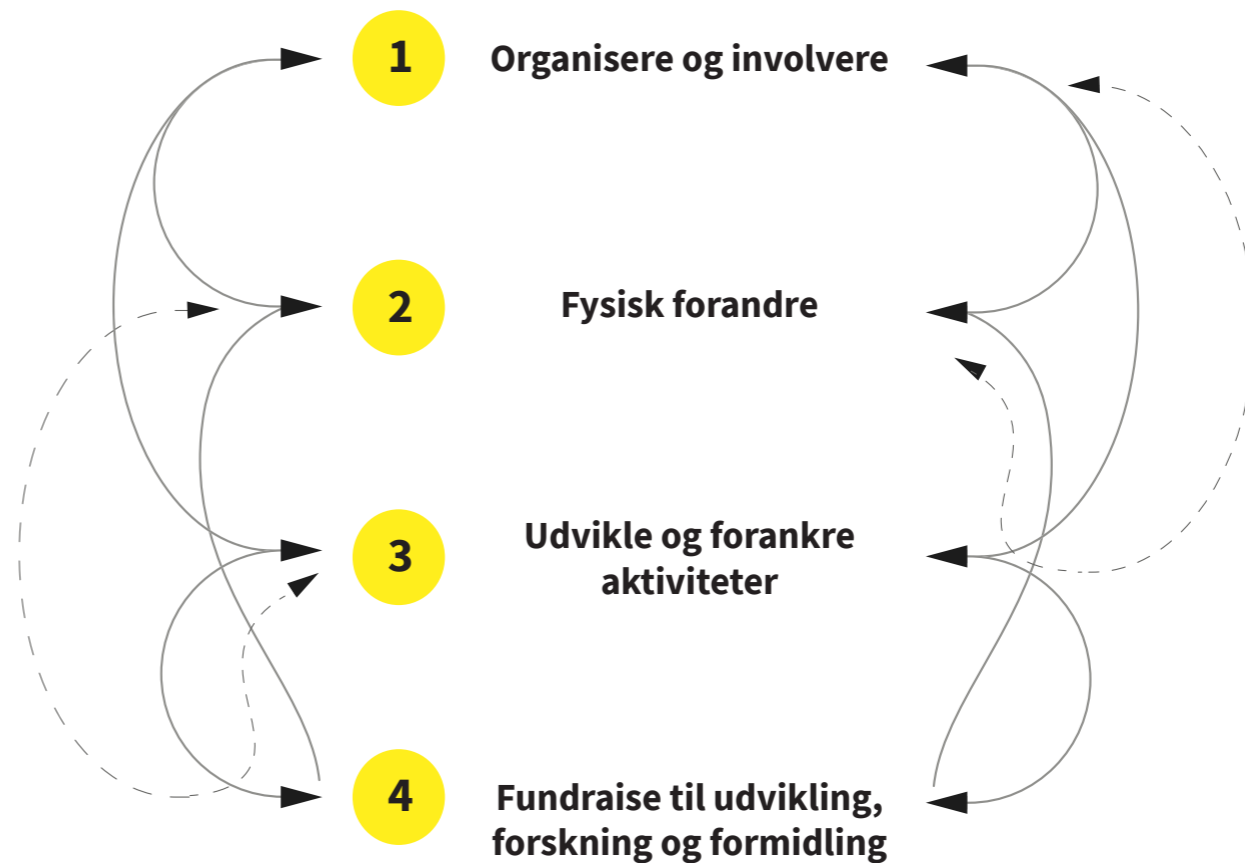 1 Organisere og involvere
2 Fysisk forandre
3 Udvikle og forankre
aktiviteter
4 Fundraise til udvikling,
forskning og formidling